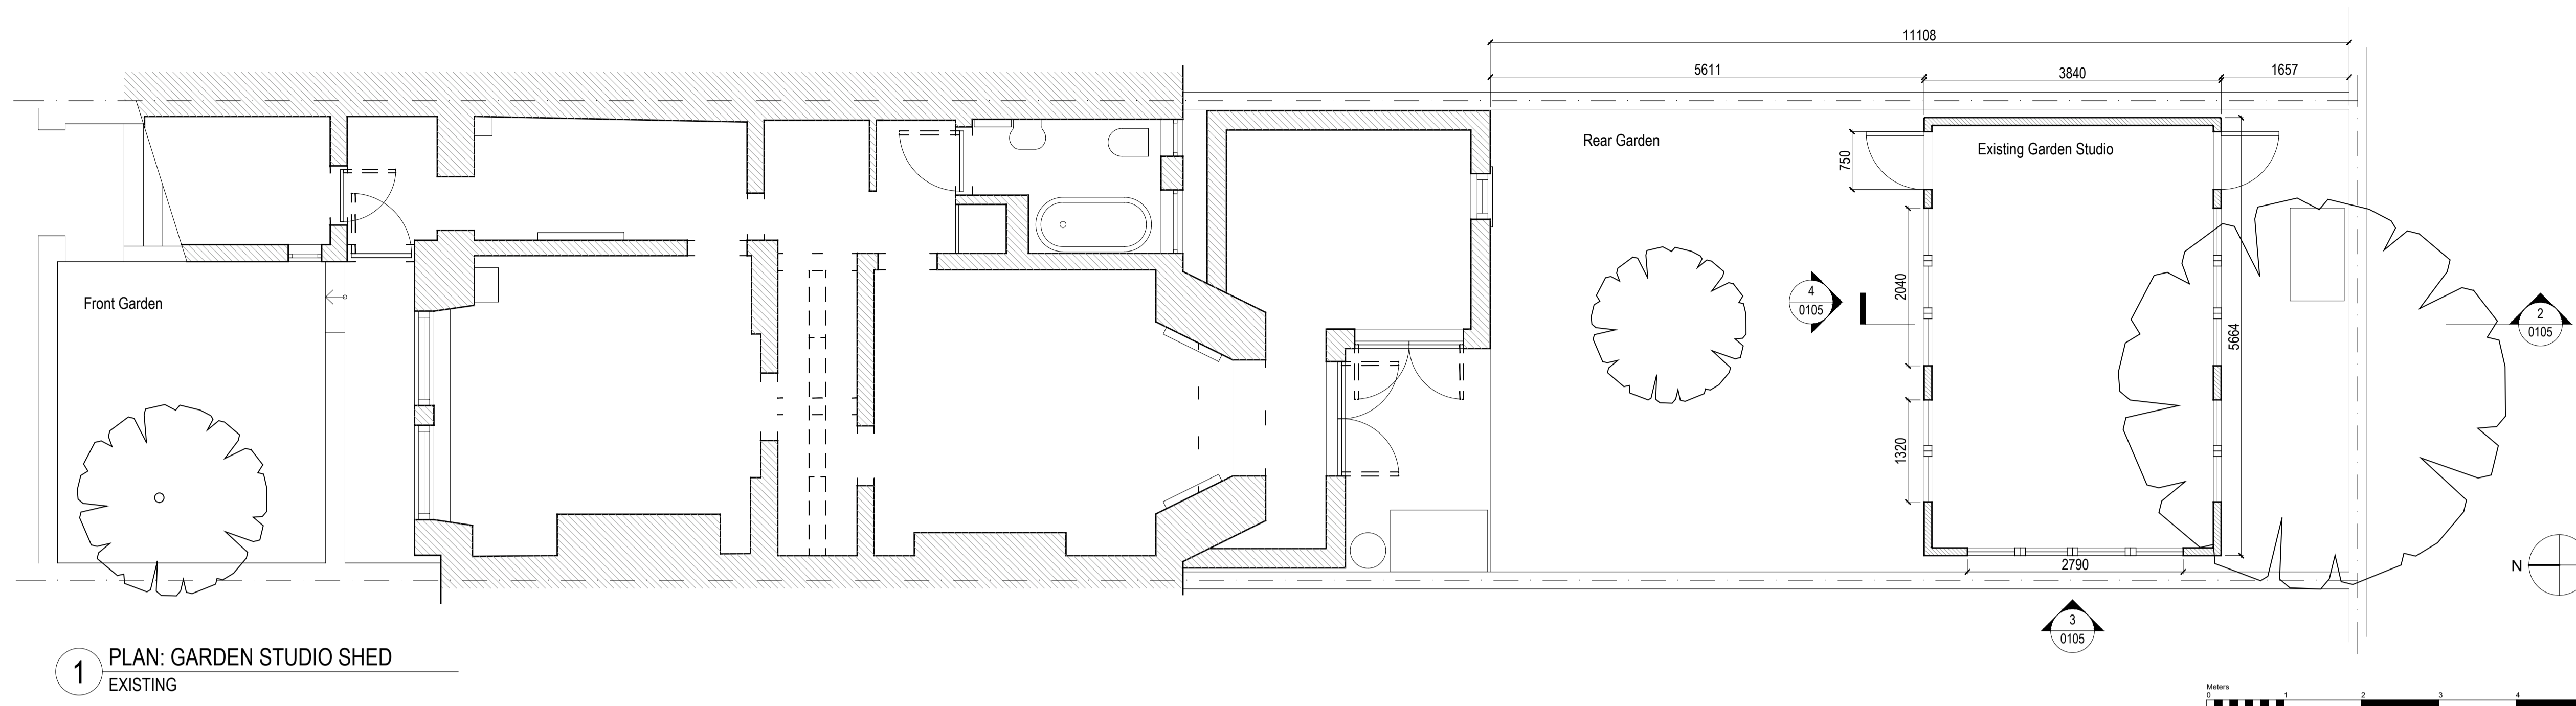 11108
5611
3840
1657
Rear Garden
Existing Garden Studio
750
Front Garden
4
0105
2040
5664
2
0105
1320
2790
N
3
0105
1
PLAN: GARDEN STUDIO SHED
EXISTING
Meters
0 1 2 3 4